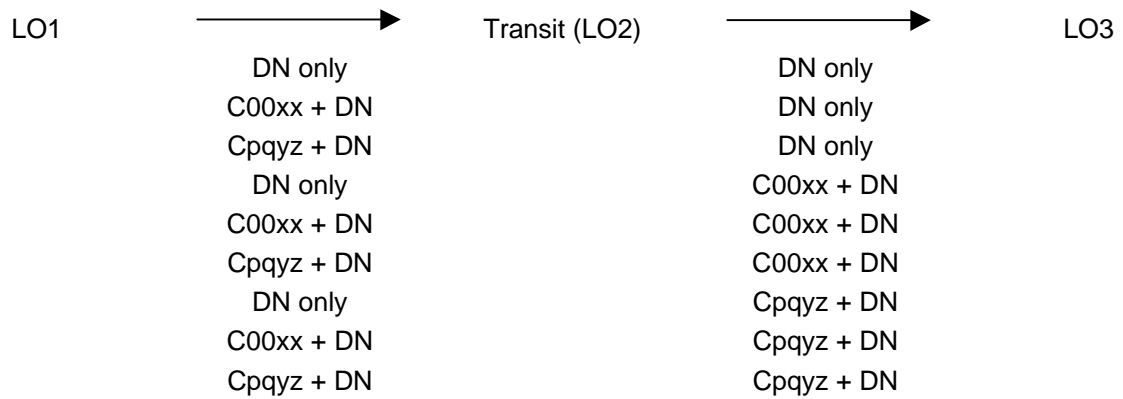 LO1 Transit (LO2) LO3
DN only DN only
C00xx + DN DN only
Cpqyz + DN DN only
DN only C00xx + DN
C00xx + DN C00xx + DN
Cpqyz + DN C00xx + DN
DN only Cpqyz + DN
C00xx + DN Cpqyz + DN
Cpqyz + DN Cpqyz + DN